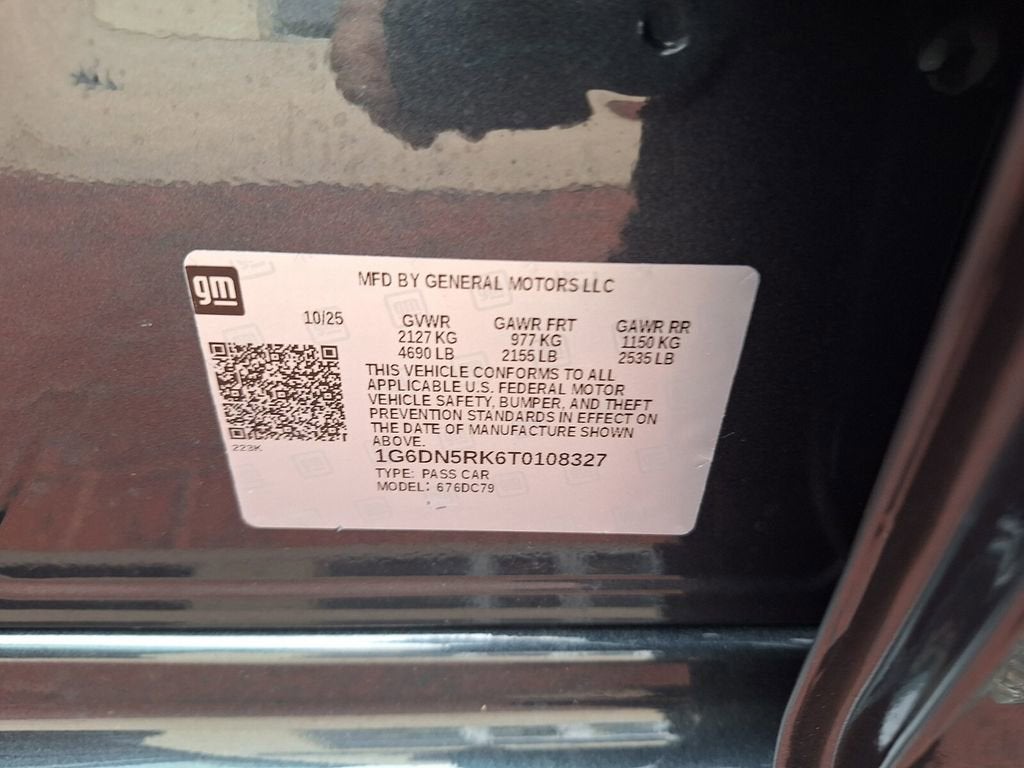 gm
MFD BY GENERAL MOTORS LLC
10/25
GVWR GAWR FRT GAWR RR
2127 KG 977 KG 1150 KG
4690 LB 2155 LB 2535 LB
THIS VEHICLE CONFORMS TO ALL
APPLICABLE U.S. FEDERAL MOTOR
VEHICLE SAFETY, BUMPER, AND THEFT
PREVENTION STANDARDS IN EFFECT ON
THE DATE OF MANUFACTURE SHOWN
ABOVE.
223K
1G6DN5RK6T0108327
TYPE: PASS CAR
MODEL: 676DC79